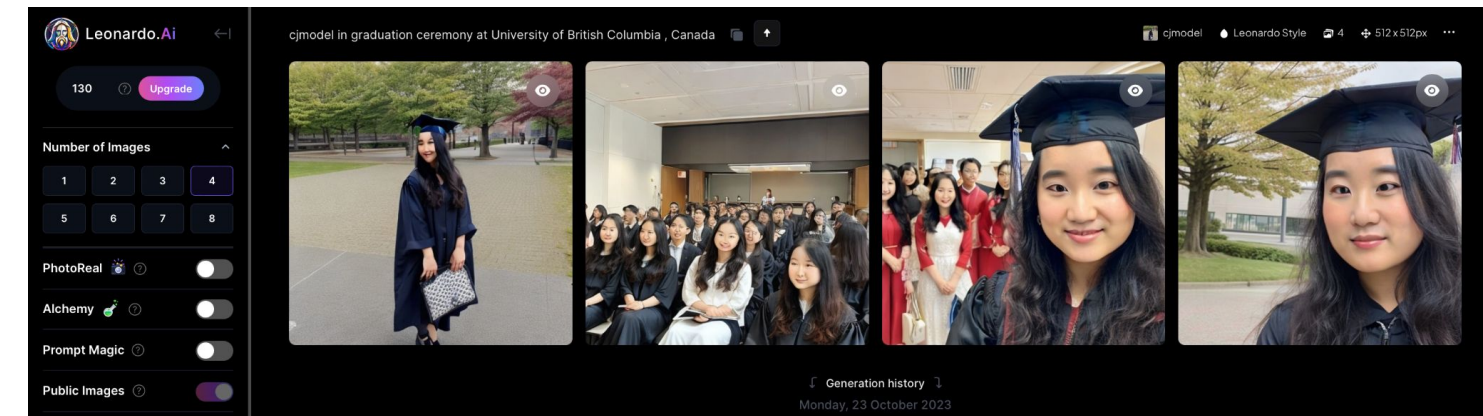 Leonardo.Ai
130
Upgrade
Number of Images
1 2 3 4
5 6 7 8
PhotoReal
Alchemy
Prompt Magic
Public Images
cjmodel in graduation ceremony at University of British Columbia , Canada
cjmodel
Leonardo Style
4
512 x 512px
Generation history
Monday, 23 October 2023